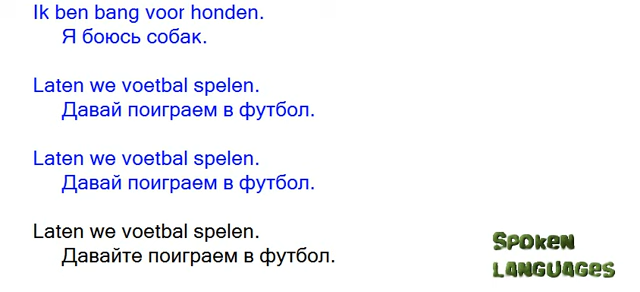 Ik ben bang voor honden.
Я боюсь собак.
Laten we voetbal spelen.
Давай поиграем в футбол.
Laten we voetbal spelen.
Давай поиграем в футбол.
Laten we voetbal spelen.
Давайте поиграем в футбол.
Spoken
Languages